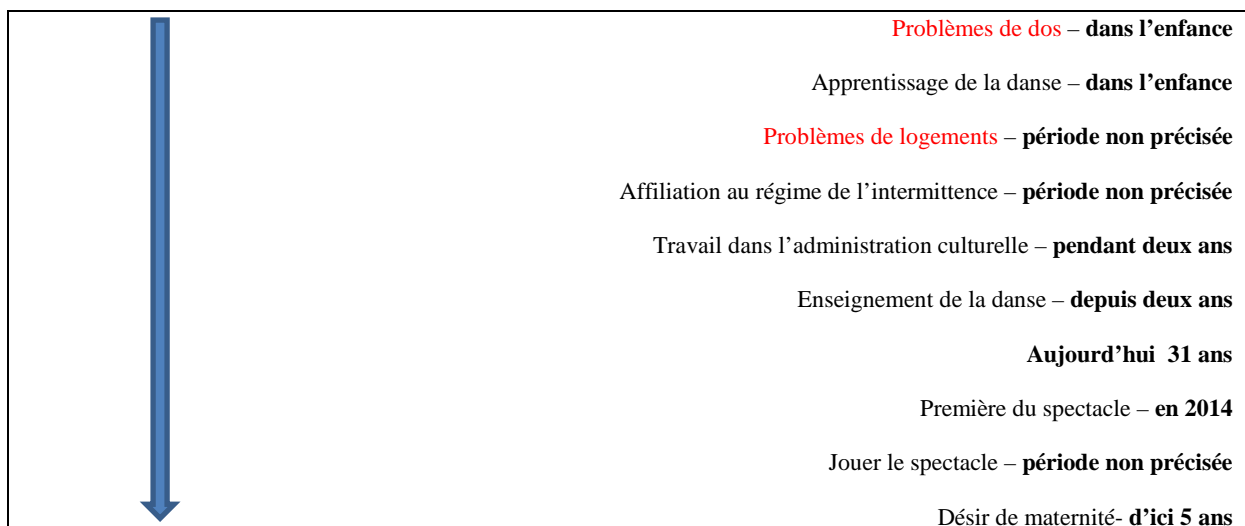 Problèmes de dos – dans l’enfance
Apprentissage de la danse – dans l’enfance
Problèmes de logements – période non précisée
Affiliation au régime de l’intermittence – période non précisée
Travail dans l’administration culturelle – pendant deux ans
Enseignement de la danse – depuis deux ans
Aujourd’hui  31 ans
Première du spectacle – en 2014
Jouer le spectacle – période non précisée
Désir de maternité- d’ici 5 ans